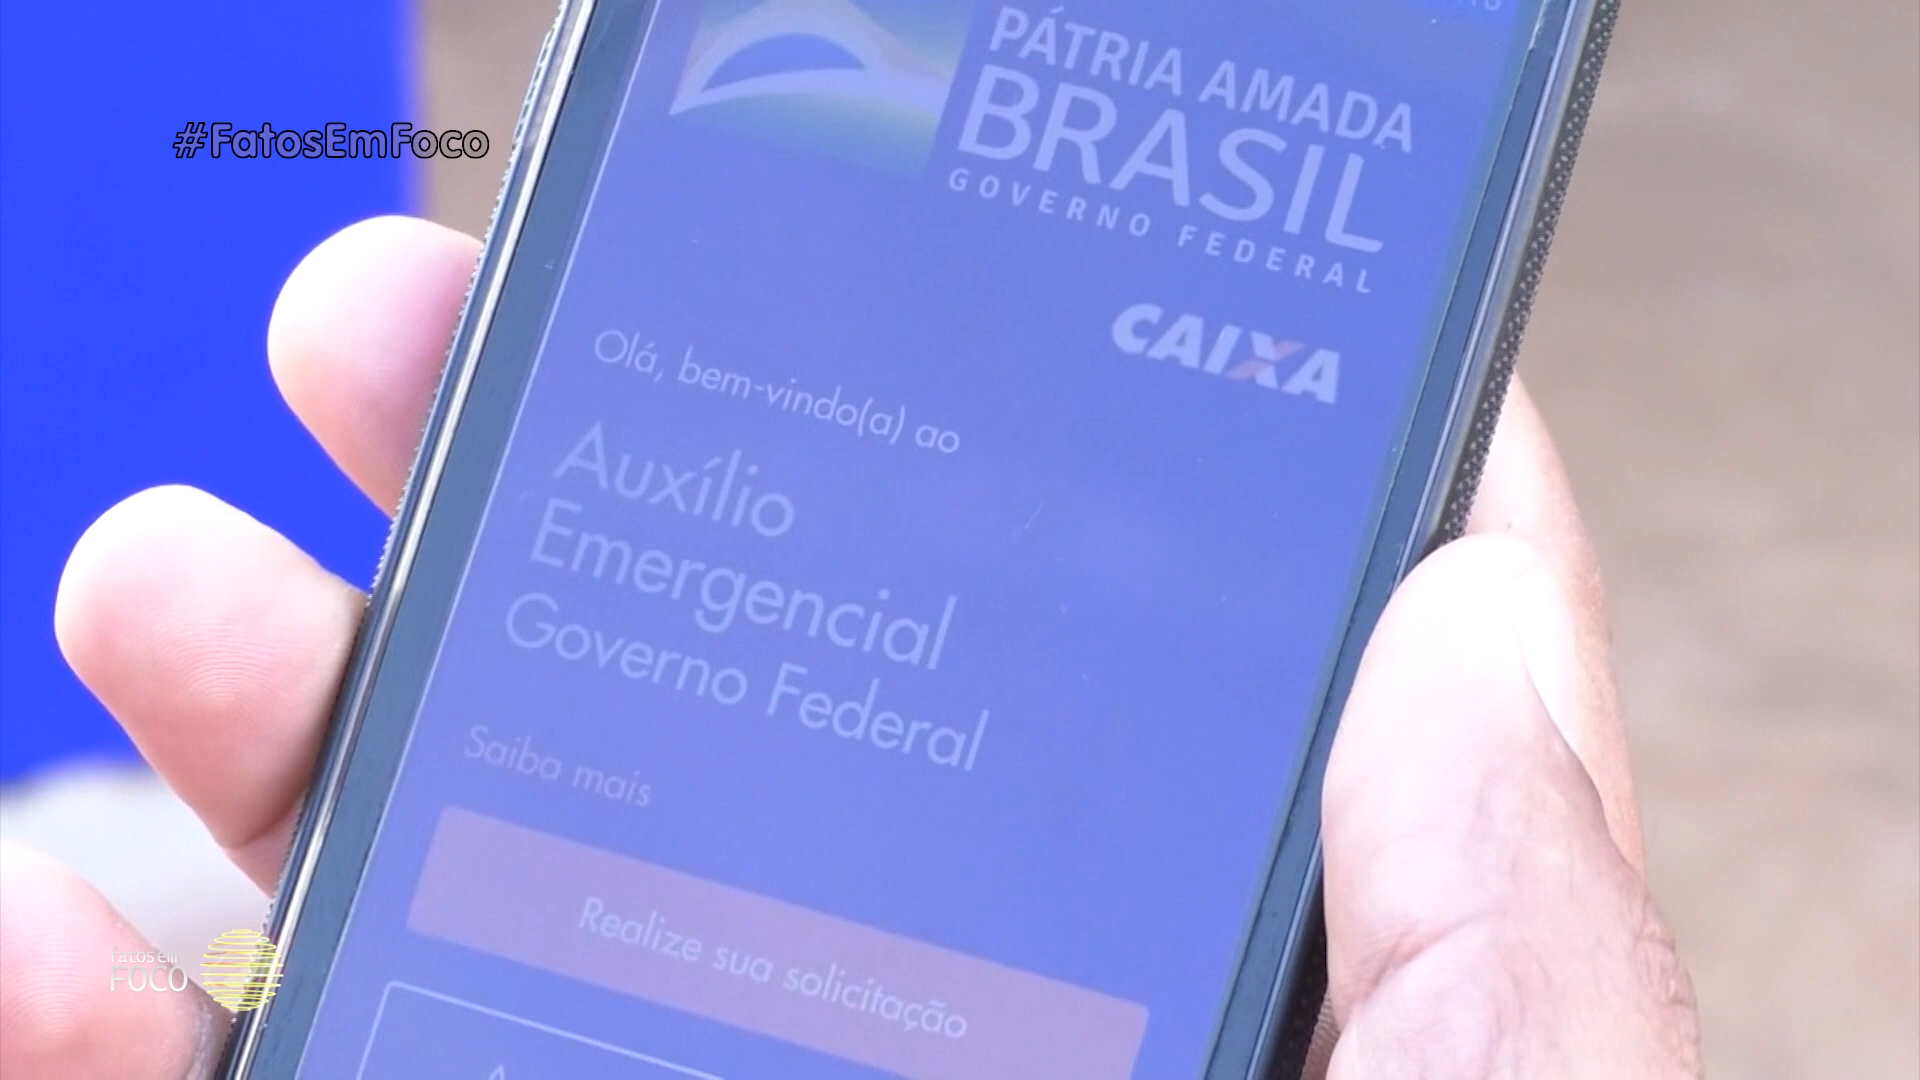 PÁTRIA AMADA
BRASIL
GOVERNO FEDERAL
#FatosEmFoco
CAIXA
Olá, bem-vindo(a) ao
Auxílio
Emergencial
Governo Federal
Saiba mais
Realize sua solicitação
fatos em
FOCO